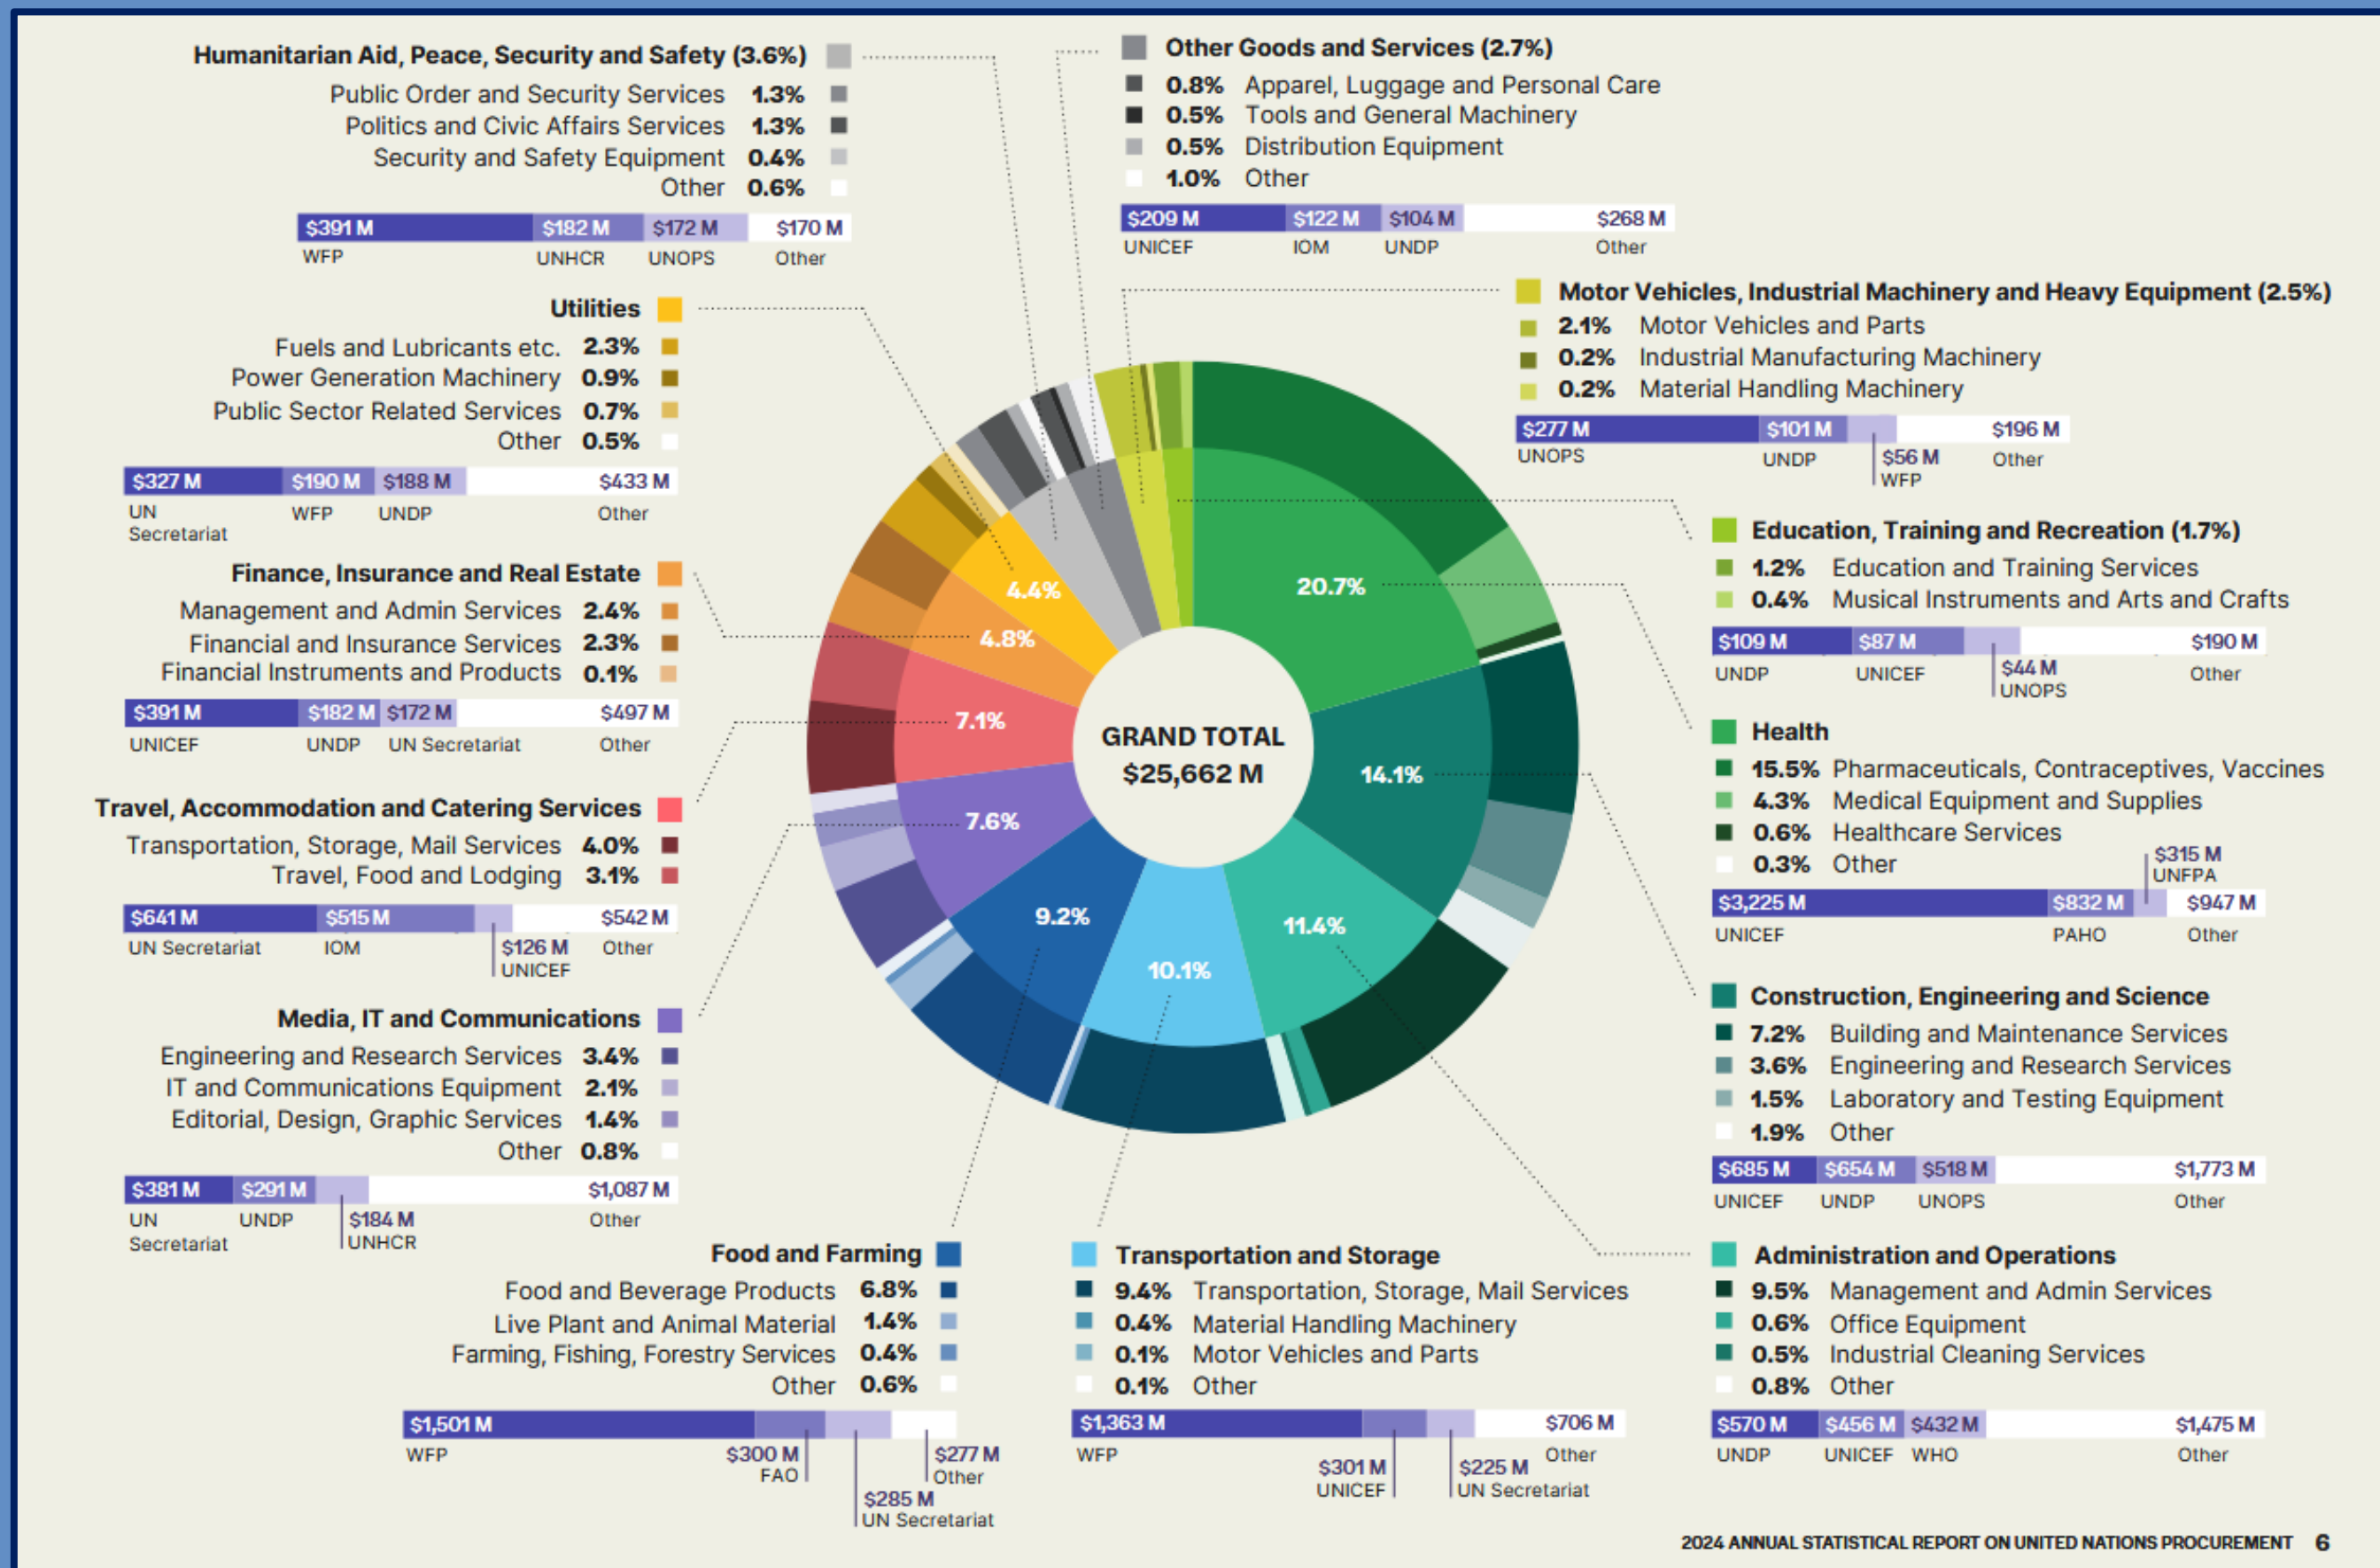 Humanitarian Aid, Peace, Security and Safety (3.6%)
Public Order and Security Services 1.3%
Politics and Civic Affairs Services 1.3%
Security and Safety Equipment 0.4%
Other 0.6%
$391 M $182 M $172 M $170 M
WFP UNHCR UNOPS Other
Utilities
Fuels and Lubricants etc. 2.3%
Power Generation Machinery 0.9%
Public Sector Related Services 0.7%
Other 0.5%
$327 M $190 M $188 M $433 M
UN WFP UNDP Other
Secretariat
Finance, Insurance and Real Estate
Management and Admin Services 2.4%
Financial and Insurance Services 2.3%
Financial Instruments and Products 0.1%
$391 M $182 M $172 M $497 M
UNICEF UNDP UN Secretariat Other
Travel, Accommodation and Catering Services
Transportation, Storage, Mail Services 4.0%
Travel, Food and Lodging 3.1%
$641 M $515 M $542 M
UN Secretariat IOM $126 M Other
UNICEF
Media, IT and Communications
Engineering and Research Services 3.4%
IT and Communications Equipment 2.1%
Editorial, Design, Graphic Services 1.4%
Other 0.8%
$381 M $291 M $1,087 M
UN UNDP $184 M Other
Secretariat UNHCR
Food and Farming
Food and Beverage Products 6.8%
Live Plant and Animal Material 1.4%
Farming, Fishing, Forestry Services 0.4%
Other 0.6%
$1,501 M
WFP $300 M $277 M
FAO Other
$285 M
UN Secretariat
Other Goods and Services (2.7%)
0.8% Apparel, Luggage and Personal Care
0.5% Tools and General Machinery
0.5% Distribution Equipment
1.0% Other
$209 M $122 M $104 M $268 M
UNICEF IOM UNDP Other
Motor Vehicles, Industrial Machinery and Heavy Equipment (2.5%)
2.1% Motor Vehicles and Parts
0.2% Industrial Manufacturing Machinery
0.2% Material Handling Machinery
$277 M $101 M $196 M
UNOPS UNDP $56 M Other
WFP
Education, Training and Recreation (1.7%)
1.2% Education and Training Services
0.4% Musical Instruments and Arts and Crafts
$109 M $87 M $190 M
UNDP UNICEF $44 M Other
UNOPS
Health
15.5% Pharmaceuticals, Contraceptives, Vaccines
4.3% Medical Equipment and Supplies
0.6% Healthcare Services
0.3% Other
$315 M
UNFPA
$3,225 M $832 M $947 M
UNICEF PAHO Other
Construction, Engineering and Science
7.2% Building and Maintenance Services
3.6% Engineering and Research Services
1.5% Laboratory and Testing Equipment
1.9% Other
$685 M $654 M $518 M $1,773 M
UNICEF UNDP UNOPS Other
Administration and Operations
9.5% Management and Admin Services
0.6% Office Equipment
0.5% Industrial Cleaning Services
0.8% Other
$570 M $456 M $432 M $1,475 M
UNDP UNICEF WHO Other
Transportation and Storage
9.4% Transportation, Storage, Mail Services
0.4% Material Handling Machinery
0.1% Motor Vehicles and Parts
0.1% Other
$1,363 M $706 M
WFP Other
$301 M $225 M
UNICEF UN Secretariat
4.4%
20.7%
4.8%
7.1%
GRAND TOTAL
$25,662 M
14.1%
7.6%
9.2%
11.4%
10.1%
2024 ANNUAL STATISTICAL REPORT ON UNITED NATIONS PROCUREMENT 6